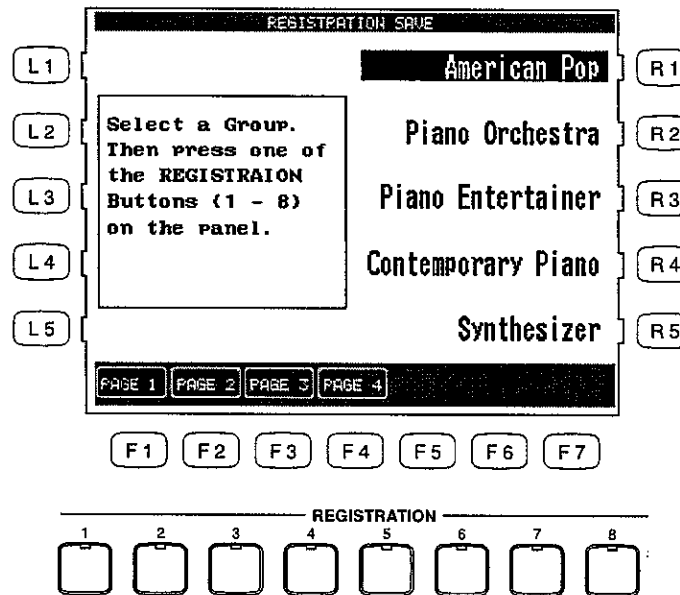 REGISTRATION SAVE
L1
American Pop
R1
L2
Select a Group.
Then press one of
the REGISTRAION
Buttons (1 - 8)
on the panel.
Piano Orchestra
R2
L3
Piano Entertainer
R3
L4
Contemporary Piano
R4
L5
Synthesizer
R5
PAGE 1 PAGE 2 PAGE 3 PAGE 4
F1 F2 F3 F4 F5 F6 F7
REGISTRATION
1 2 3 4 5 6 7 8